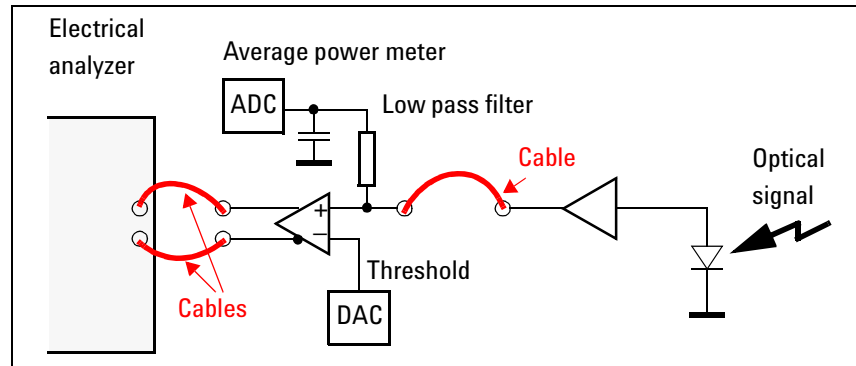 Electrical
analyzer
Average power meter
ADC
Low pass filter
Cable
Optical
signal
+
−
Threshold
Cables
DAC